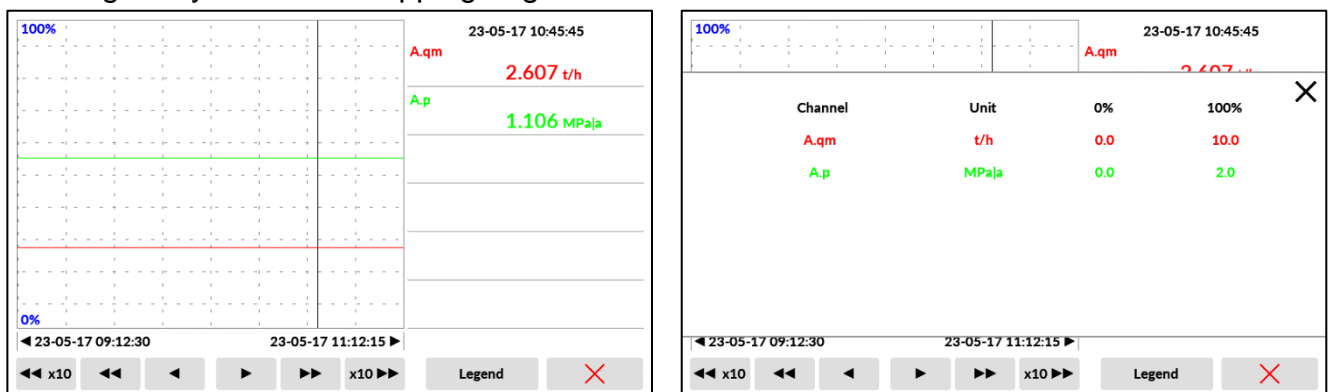 100%
23-05-17 10:45:45
A.qm
2.607 t/h
A.p
1.106 MPa|a
0%
◄ 23-05-17 09:12:30 23-05-17 11:12:15 ►
◄◄ x10 ◄◄ ◄ ► ►► x10 ►► Legend
100%
23-05-17 10:45:45
A.qm
Channel Unit 0% 100%
A.qm t/h 0.0 10.0
A.p MPa|a 0.0 2.0
◄ 23-05-17 09:12:30 23-05-17 11:12:15 ►
◄◄ x10 ◄◄ ◄ ► ►► x10 ►► Legend